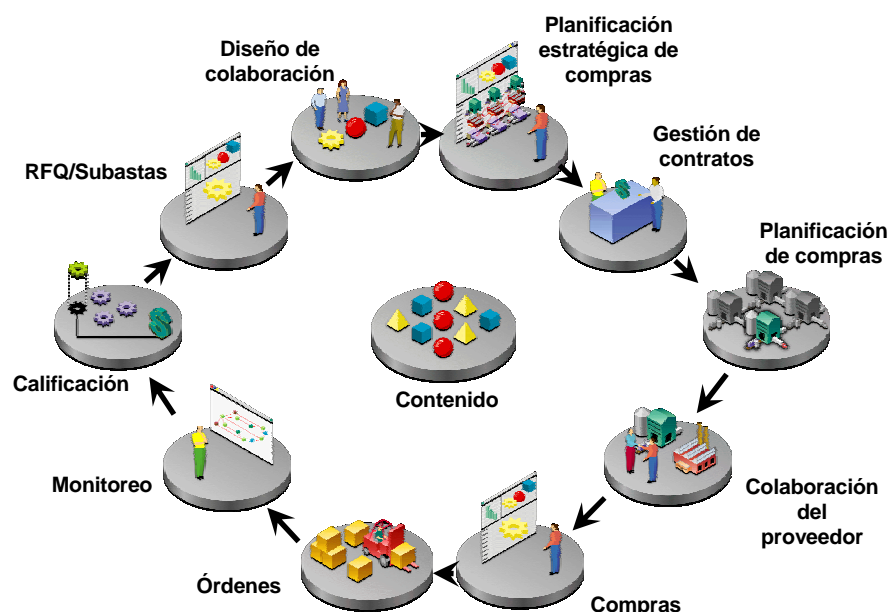 Planificación
estratégica de
compras
Diseño de
colaboración
Gestión de
contratos
RFQ/Subastas
Planificación
de compras
Calificación
Contenido
Monitoreo
Colaboración
del
proveedor
Órdenes
Compras